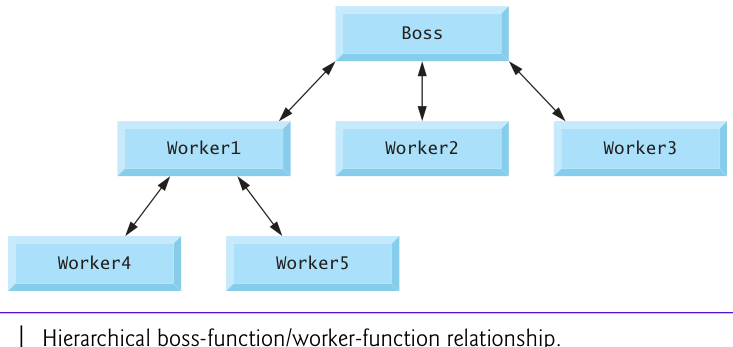 Boss
Worker1 Worker2 Worker3
Worker4 Worker5
Hierarchical boss-function/worker-function relationship.